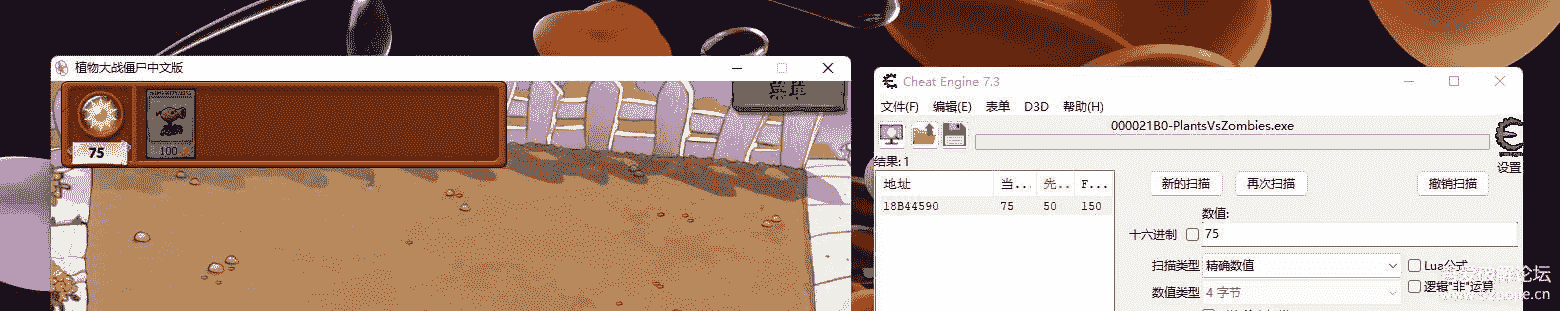 植物大战僵尸中文版
75
100
Cheat Engine 7.3
文件(F) 编辑(E) 表单 D3D 帮助(H)
000021B0-PlantsVsZombies.exe
设置
结果: 1
地址 当... 先.. F...
18B44590 75 50 150
新的扫描 再次扫描 撤销扫描
数值:
十六进制 75
扫描类型 精确数值 Lua公式
数值类型 4 字节 逻辑"非"运算